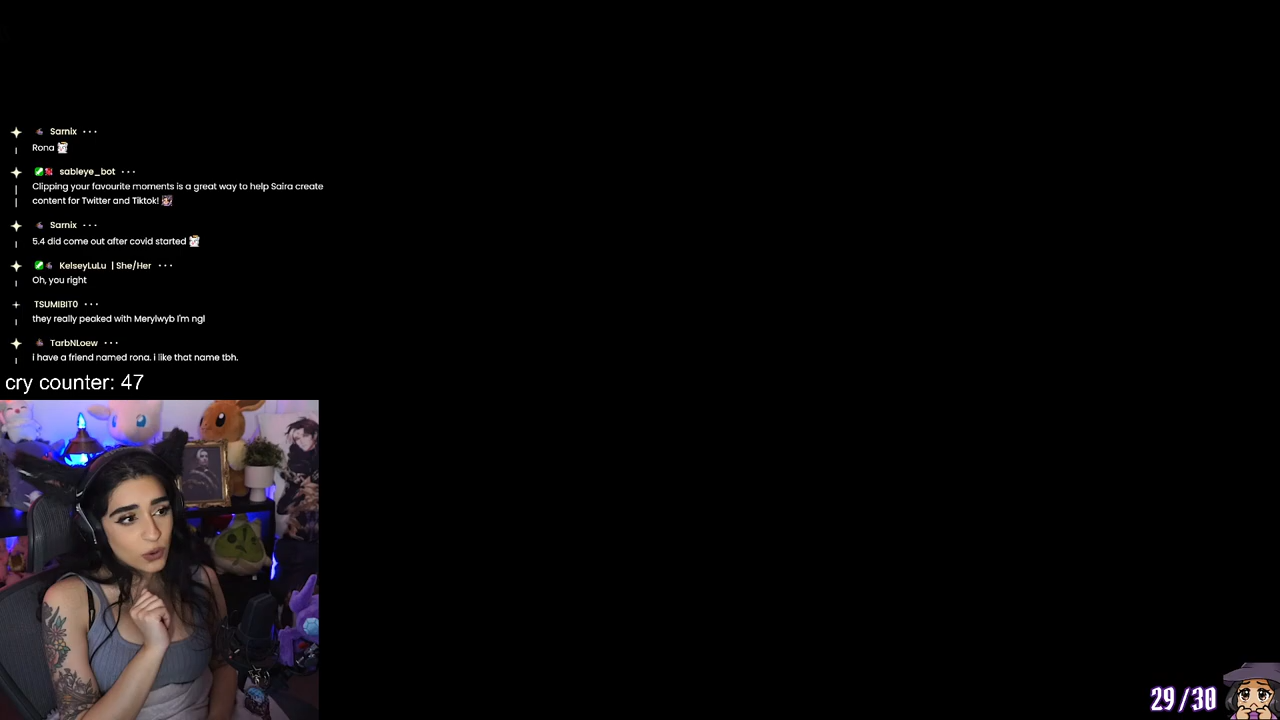 Sarnix
Rona
sableye_bot
Clipping your favourite moments is a great way to help Saira create
content for Twitter and Tiktok!
Sarnix
5.4 did come out after covid started
KelseyLuLu | She/Her
Oh, you right
TSUMIBIT0
they really peaked with Merylwyb I'm ngl
TarbNLoew
i have a friend named rona. i like that name tbh.
cry counter: 47
29/30